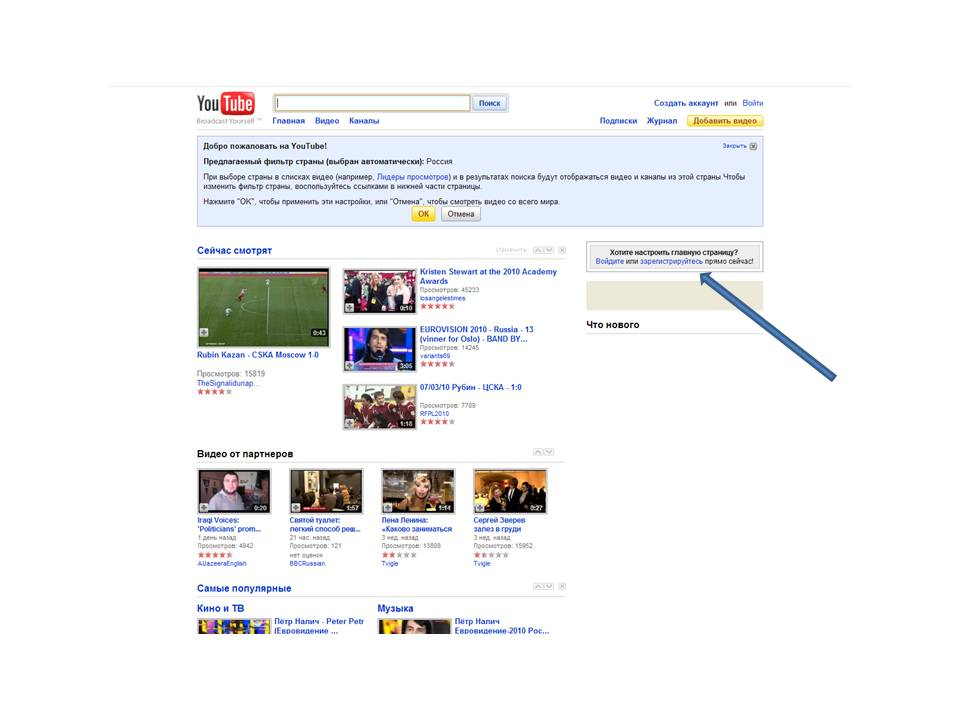 YouTube
Broadcast Yourself ™
Поиск
Создать аккаунт или Войти
Главная Видео Каналы
Подписки Журнал Добавить видео
Добро пожаловать на YouTube!
Закрыть
Предлагаемый фильтр страны (выбран автоматически): Россия
При выборе страны в списках видео (например, Лидеры просмотров) и в результатах поиска будут отображаться видео и каналы из этой страны.Чтобы
изменить фильтр страны, воспользуйтесь ссылками в нижней части страницы.
Нажмите "ОК", чтобы применить эти настройки, или "Отмена", чтобы смотреть видео со всего мира.
ОК Отмена
Сейчас смотрят
Изменить
0:43
Rubin Kazan - CSKA Moscow 1-0
Просмотров: 15819
TheSignalidunap...
0:10
Kristen Stewart at the 2010 Academy
Awards
Просмотров: 45233
losangelestimes
3:05
EUROVISION 2010 - Russia - 13
(vinner for Oslo) - BAND BY...
Просмотров: 14245
variants69
1:18
07/03/10 Рубин - ЦСКА - 1:0
Просмотров: 7789
RFPL2010
Хотите настроить главную страницу?
Войдите или зарегистрируйтесь прямо сейчас!
Что нового
Видео от партнеров
0:20
Iraqi Voices:
'Politicians' prom...
1 день назад
Просмотров: 4942
AlJazeeraEnglish
1:57
Святой туалет:
легкий способ реш...
21 час. назад
Просмотров: 121
нет оценок
BBCRussian
1:14
Лена Ленина:
«Каково заниматься
3 нед. назад
Просмотров: 13808
Tvigle
0:27
Сергей Зверев
залез в груди
3 нед. назад
Просмотров: 15952
Tvigle
Самые популярные
Кино и ТВ
Пётр Налич - Peter Petr
(Евровидение ...
Музыка
Пётр Налич
Евровидение-2010 Рос...